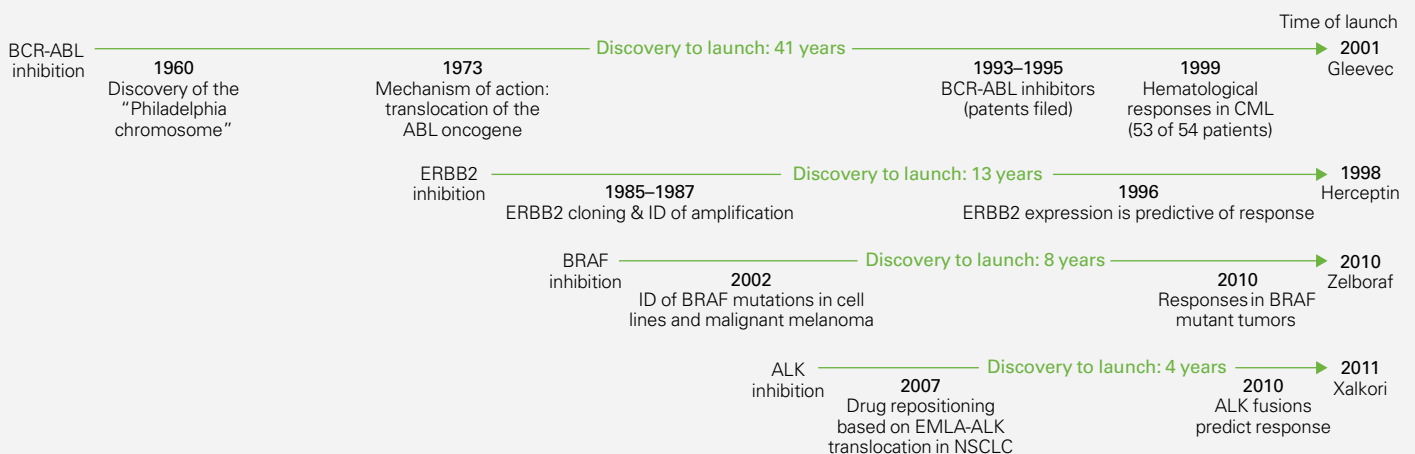 Time of launch
BCR-ABL
inhibition
Discovery to launch: 41 years
1960
Discovery of the
“Philadelphia
chromosome”
1973
Mechanism of action:
translocation of the
ABL oncogene
1993–1995
BCR-ABL inhibitors
(patents filed)
1999
Hematological
responses in CML
(53 of 54 patients)
2001
Gleevec
ERBB2
inhibition
Discovery to launch: 13 years
1985–1987
ERBB2 cloning & ID of amplification
1996
ERBB2 expression is predictive of response
1998
Herceptin
BRAF
inhibition
Discovery to launch: 8 years
2002
ID of BRAF mutations in cell
lines and malignant melanoma
2010
Responses in BRAF
mutant tumors
2010
Zelboraf
ALK
inhibition
Discovery to launch: 4 years
2007
Drug repositioning
based on EMLA-ALK
translocation in NSCLC
2010
ALK fusions
predict response
2011
Xalkori